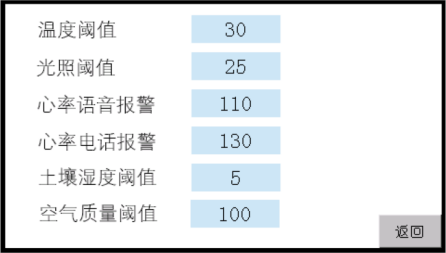 温度阈值 30
光照阈值 25
心率语音报警 110
心率电话报警 130
土壤湿度阈值 5
空气质量阈值 100
返回